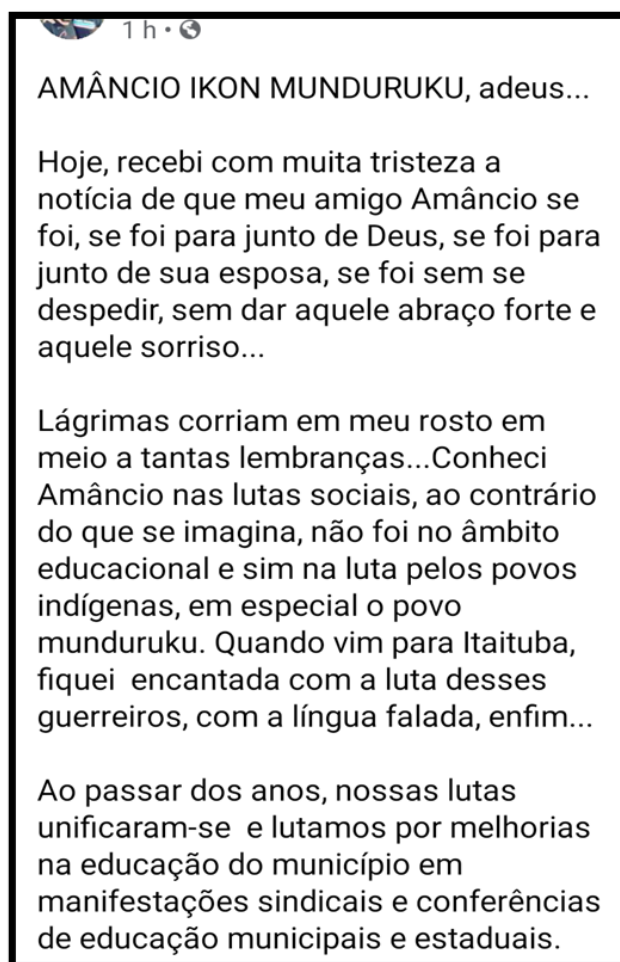 1 h •
AMÂNCIO IKON MUNDURUKU, adeus...
Hoje, recebi com muita tristeza a
notícia de que meu amigo Amâncio se
foi, se foi para junto de Deus, se foi para
junto de sua esposa, se foi sem se
despedir, sem dar aquele abraço forte e
aquele sorriso...
Lágrimas corriam em meu rosto em
meio a tantas lembranças...Conheci
Amâncio nas lutas sociais, ao contrário
do que se imagina, não foi no âmbito
educacional e sim na luta pelos povos
indígenas, em especial o povo
munduruku. Quando vim para Itaituba,
fiquei  encantada com a luta desses
guerreiros, com a língua falada, enfim...
Ao passar dos anos, nossas lutas
unificaram-se  e lutamos por melhorias
na educação do município em
manifestações sindicais e conferências
de educação municipais e estaduais.